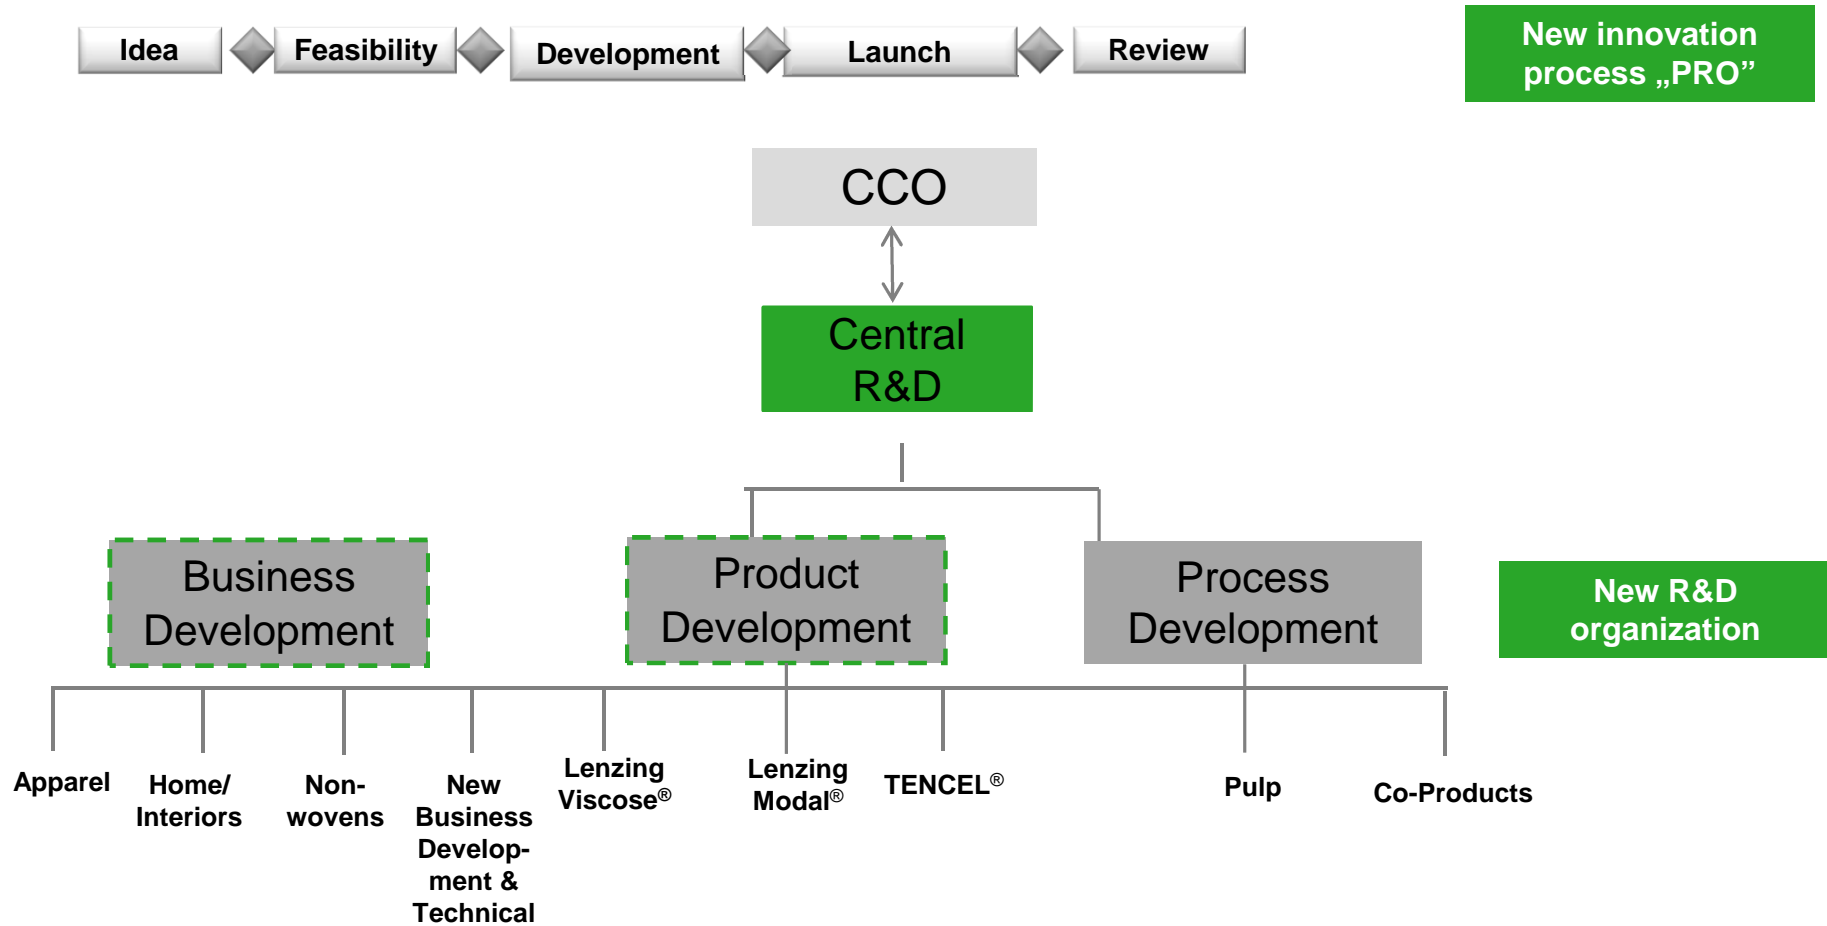 Idea
Feasibility
Development
Launch
Review
New innovation
process „PRO”
CCO
Central
R&D
Business
Development
Product
Development
Process
Development
New R&D
organization
Apparel
Home/
Interiors
Non-
wovens
New
Business
Develop-
ment &
Technical
Lenzing
Viscose®
Lenzing
Modal®
TENCEL®
Pulp
Co-Products